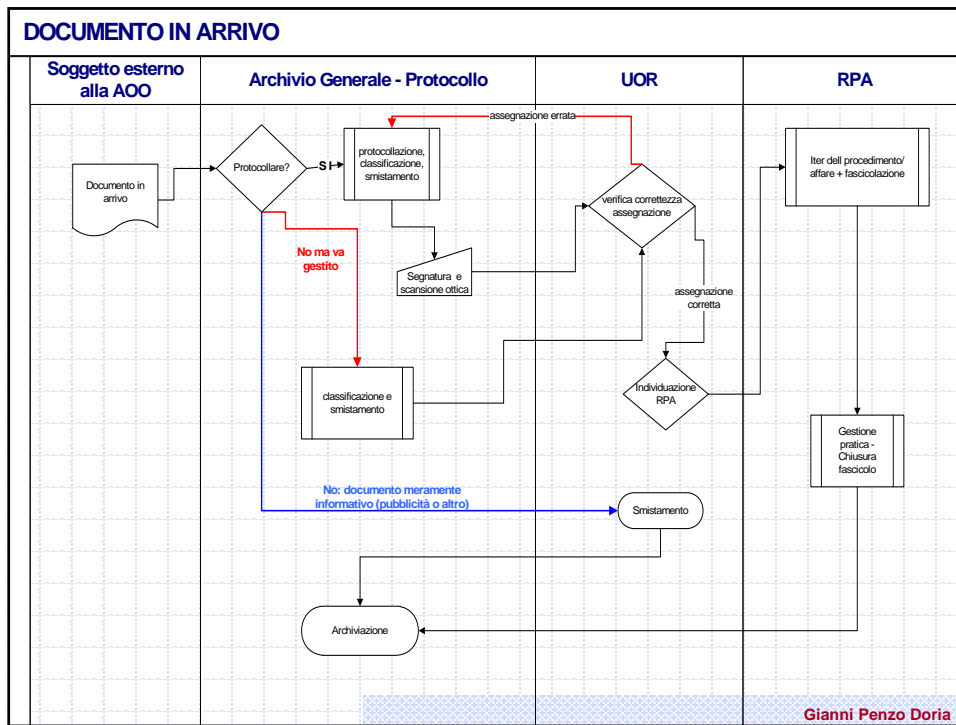 DOCUMENTO IN ARRIVO
Soggetto esterno
alla AOO
Archivio Generale - Protocollo
UOR
RPA
assegnazione errata
Documento in
arrivo
Protocollare?
SI
protocollazione,
classificazione,
smistamento
Iter dell procedimento/
affare + fascicolazione
verifica correttezza
assegnazione
No ma va
gestito
Segnatura e
scansione ottica
assegnazione
corretta
classificazione e
smistamento
Individuazione
RPA
Gestione
pratica -
Chiusura
fascicolo
No: documento meramente
informativo (pubblicità o altro)
Smistamento
Archiviazione
Gianni Penzo Doria